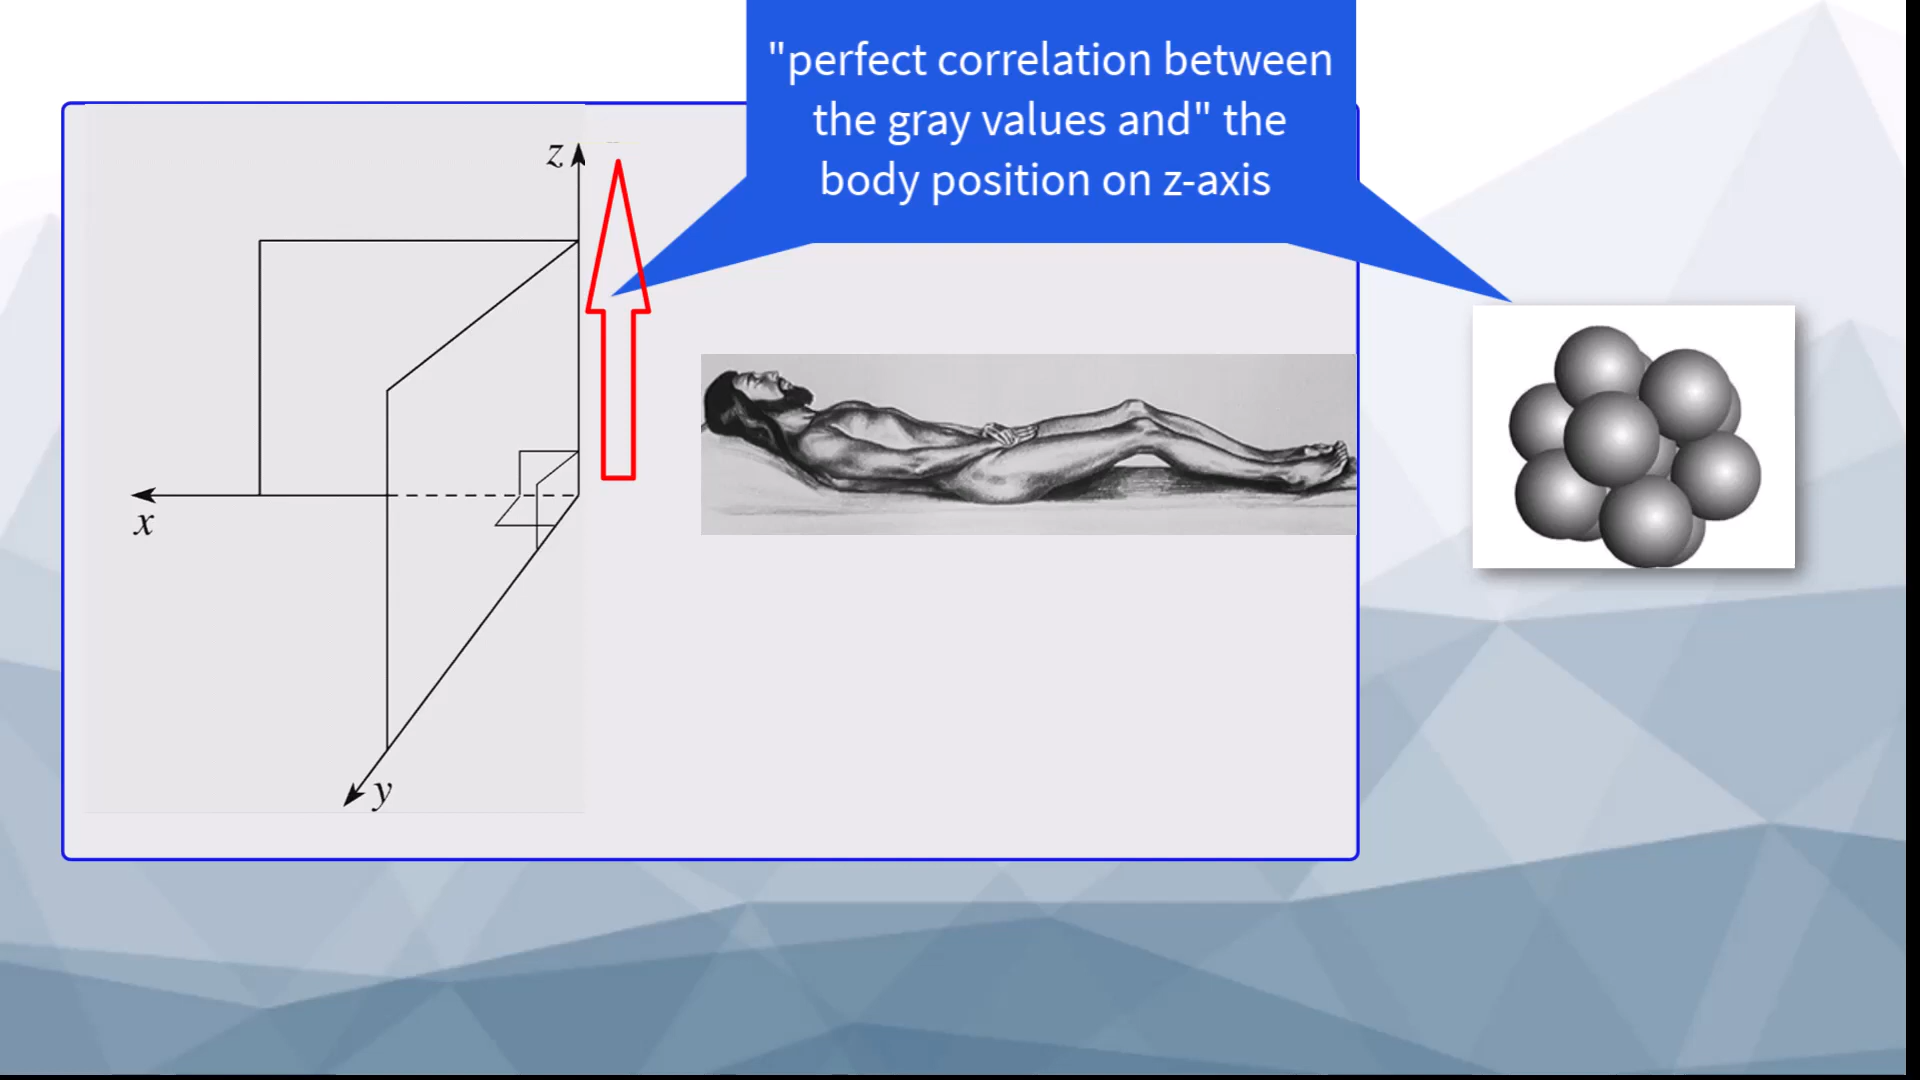 "perfect correlation between
the gray values and" the
body position on z-axis
z
x
y